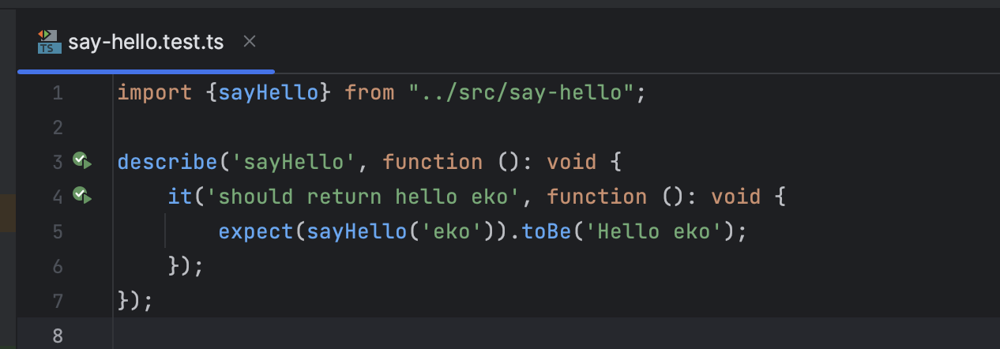 TS say-hello.test.ts ×
1 import {sayHello} from "../src/say-hello";
2
3 describe('sayHello', function (): void {
4     it('should return hello eko', function (): void {
5         expect(sayHello('eko')).toBe('Hello eko');
6     });
7 });
8